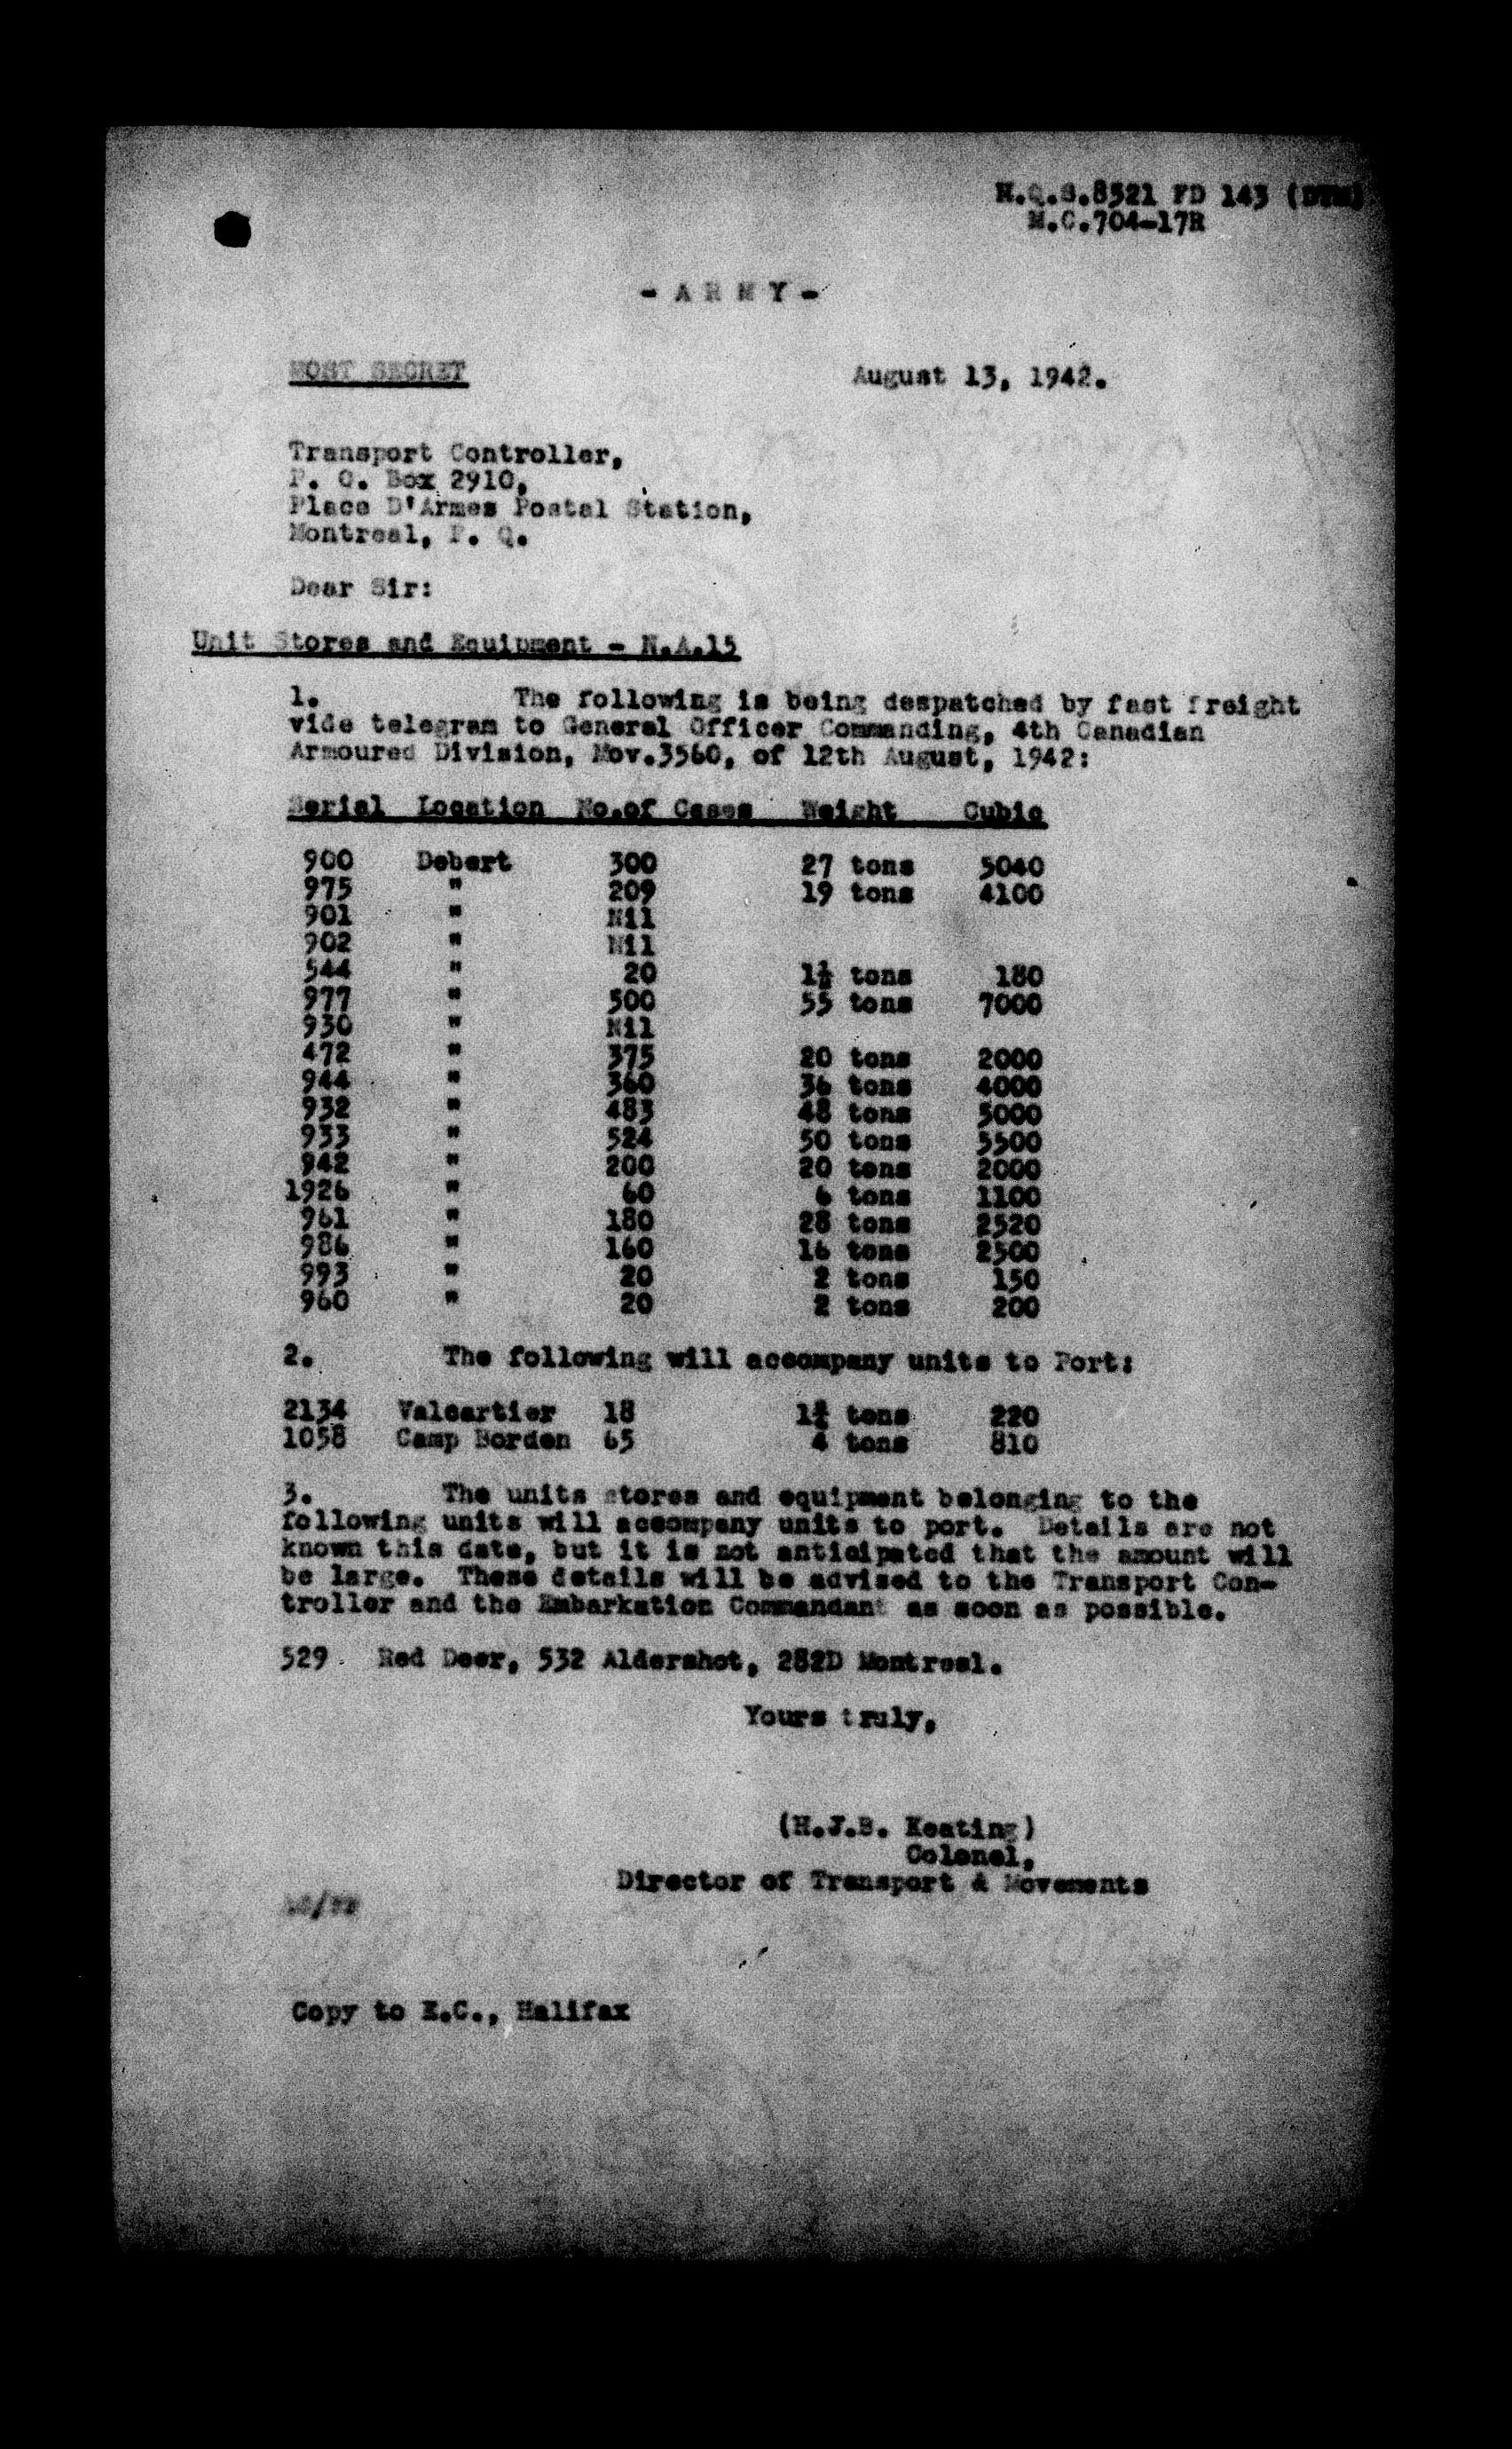 H.Q.S.8521 FD 143 (DTM)
M.C.704-17R
- A R M Y -
MOST SECRET August 13, 1942.
Transport Controller,
P. O. Box 2910,
Place D'Armes Postal Station,
Montreal, P. Q.
Dear Sir:
Unit Stores and Equipment - N.A.15
1. The following is being despatched by fast freight
vide telegram to General Officer Commanding, 4th Canadian
Armoured Division, Mov.3560, of 12th August, 1942:
Serial Location No.of Cases Weight Cubic
900 Debert 300 27 tons 5040
975 " 209 19 tons 4100
901 " Nil
902 " Nil
544 " 20 1½ tons 180
977 " 500 55 tons 7000
930 " Nil
472 " 375 20 tons 2000
944 " 360 36 tons 4000
932 " 483 48 tons 5000
933 " 524 50 tons 5500
942 " 200 20 tons 2000
1926 " 60 6 tons 1100
961 " 180 28 tons 2520
986 " 160 16 tons 2500
993 " 20 2 tons 150
960 " 20 2 tons 200
2. The following will accompany units to Port:
2134 Valcartier 18 tons 220
1058 Camp Borden 65 4 tons 810
3. The units stores and equipment belonging to the
following units will accompany units to port. Details are not
known this date, but it is not anticipated that the amount will
be large. These details will be advised to the Transport Con-
troller and the Embarkation Commandant as soon as possible.
529 Red Deer, 532 Aldershot, 282D Montreal.
Yours truly,
(H.J.B. Keating)
Colonel,
Director of Transport & Movements
Copy to E.C., Halifax